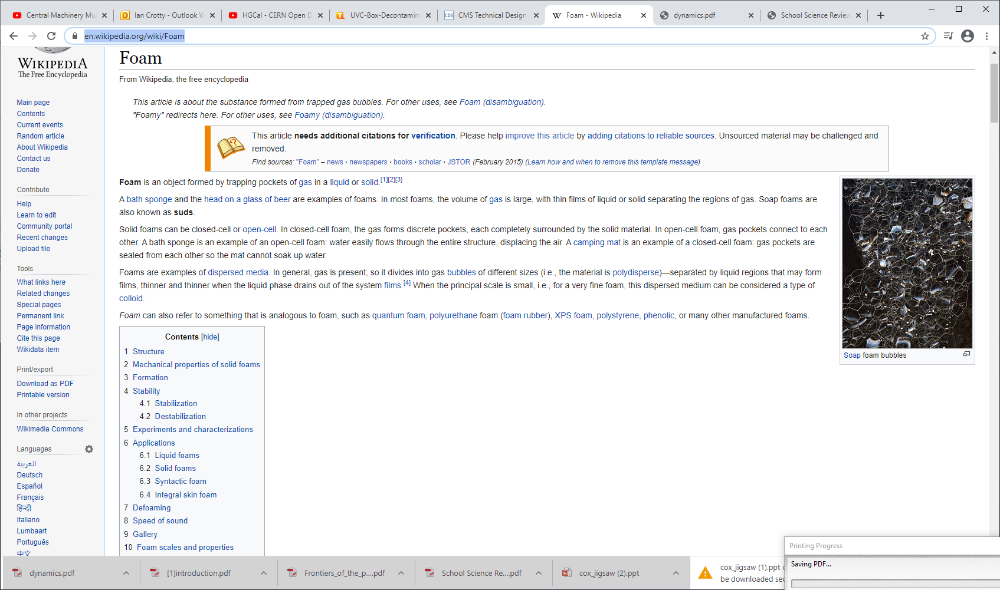 Central Machinery Mu
Ian Crotty - Outlook W
HGCal - CERN Open D
UVC-Box-Decontamina
CDS
CMS Technical Design
W
Foam - Wikipedia
dynamics.pdf
School Science Review
en.wikipedia.org/wiki/Foam
WIKIPEDIA
The Free Encyclopedia
Main page
Contents
Current events
Random article
About Wikipedia
Contact us
Donate
Contribute
Help
Learn to edit
Community portal
Recent changes
Upload file
Tools
What links here
Related changes
Special pages
Permanent link
Page information
Cite this page
Wikidata item
Print/export
Download as PDF
Printable version
In other projects
Wikimedia Commons
Languages
العربية
Deutsch
Español
Français
हिन्दी
Italiano
Lumbaart
Português
中文
Foam
From Wikipedia, the free encyclopedia
This article is about the substance formed from trapped gas bubbles. For other uses, see Foam (disambiguation).
"Foamy" redirects here. For other uses, see Foamy (disambiguation).
This article needs additional citations for verification. Please help improve this article by adding citations to reliable sources. Unsourced material may be challenged and
removed.
Find sources: "Foam" – news · newspapers · books · scholar · JSTOR (February 2015) (Learn how and when to remove this template message)
Foam is an object formed by trapping pockets of gas in a liquid or solid.[1][2][3]
A bath sponge and the head on a glass of beer are examples of foams. In most foams, the volume of gas is large, with thin films of liquid or solid separating the regions of gas. Soap foams are
also known as suds.
Solid foams can be closed-cell or open-cell. In closed-cell foam, the gas forms discrete pockets, each completely surrounded by the solid material. In open-cell foam, gas pockets connect to each
other. A bath sponge is an example of an open-cell foam: water easily flows through the entire structure, displacing the air. A camping mat is an example of a closed-cell foam: gas pockets are
sealed from each other so the mat cannot soak up water.
Foams are examples of dispersed media. In general, gas is present, so it divides into gas bubbles of different sizes (i.e., the material is polydisperse)—separated by liquid regions that may form
films, thinner and thinner when the liquid phase drains out of the system films.[4] When the principal scale is small, i.e., for a very fine foam, this dispersed medium can be considered a type of
colloid.
Foam can also refer to something that is analogous to foam, such as quantum foam, polyurethane foam (foam rubber), XPS foam, polystyrene, phenolic, or many other manufactured foams.
Soap foam bubbles
Contents [hide]
1 Structure
2 Mechanical properties of solid foams
3 Formation
4 Stability
4.1 Stabilization
4.2 Destabilization
5 Experiments and characterizations
6 Applications
6.1 Liquid foams
6.2 Solid foams
6.3 Syntactic foam
6.4 Integral skin foam
7 Defoaming
8 Speed of sound
9 Gallery
10 Foam scales and properties
dynamics.pdf
[1]introduction.pdf
Frontiers_of_the_p....pdf
School Science Re....pdf
cox_jigsaw (2).ppt
cox_jigsaw (1).ppt c
be downloaded sec
Printing Progress
Saving PDF...